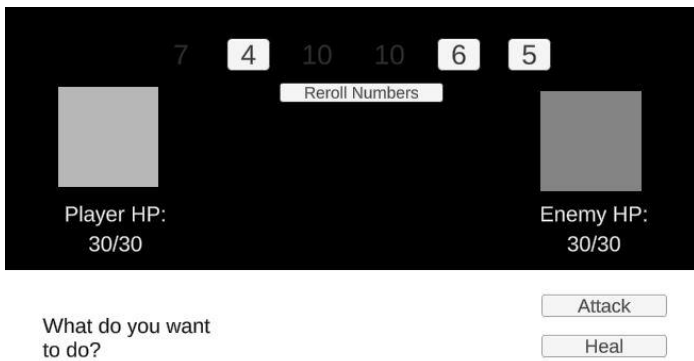 7 4 10 10 6 5
Reroll Numbers
Player HP:
30/30
Enemy HP:
30/30
What do you want
to do?
Attack
Heal